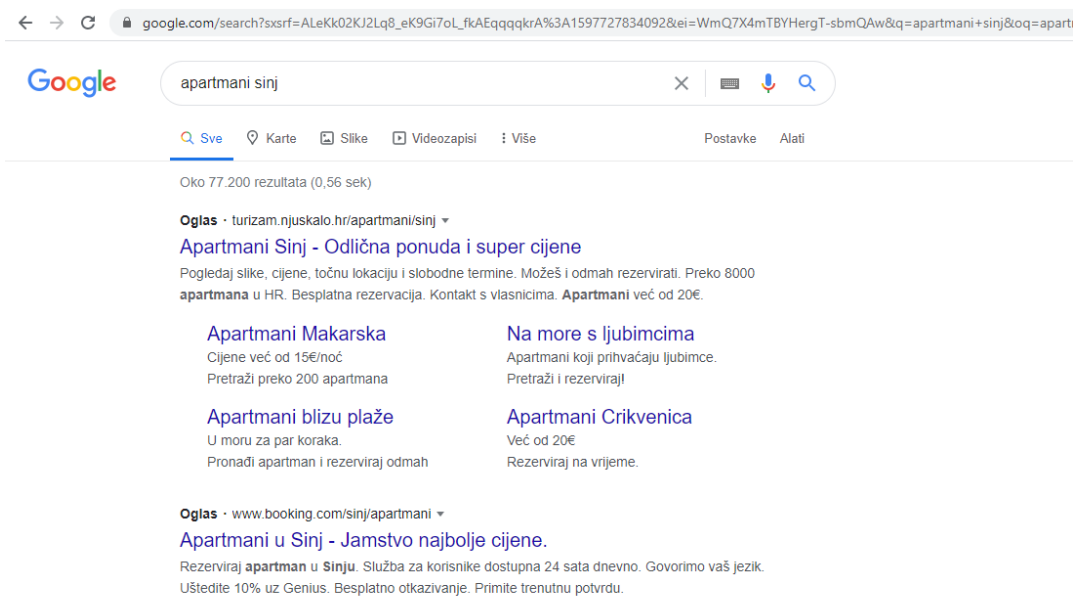 google.com/search?sxsrf=ALeKk02KJ2Lq8_eK9Gi7oL_fkAEqqqqkrA%3A1597727834092&ei=WmQ7X4mTBYHergT-sbmQAw&q=apartmani+sinj&oq=apartm
Google
apartmani sinj
Sve Karte Slike Videozapisi Više Postavke Alati
Oko 77.200 rezultata (0,56 sek)
Oglas · turizam.njuskalo.hr/apartmani/sinj
Apartmani Sinj - Odlična ponuda i super cijene
Pogledaj slike, cijene, točnu lokaciju i slobodne termine. Možeš i odmah rezervirati. Preko 8000
apartmana u HR. Besplatna rezervacija. Kontakt s vlasnicima. Apartmani već od 20€.
Apartmani Makarska
Cijene već od 15€/noć
Pretraži preko 200 apartmana
Na more s ljubimcima
Apartmani koji prihvaćaju ljubimce.
Pretraži i rezerviraj!
Apartmani blizu plaže
U moru za par koraka.
Pronađi apartman i rezerviraj odmah
Apartmani Crikvenica
Već od 20€
Rezerviraj na vrijeme.
Oglas · www.booking.com/sinj/apartmani
Apartmani u Sinj - Jamstvo najbolje cijene.
Rezerviraj apartman u Sinju. Služba za korisnike dostupna 24 sata dnevno. Govorimo vaš jezik.
Uštedite 10% uz Genius. Besplatno otkazivanje. Primite trenutnu potvrdu.